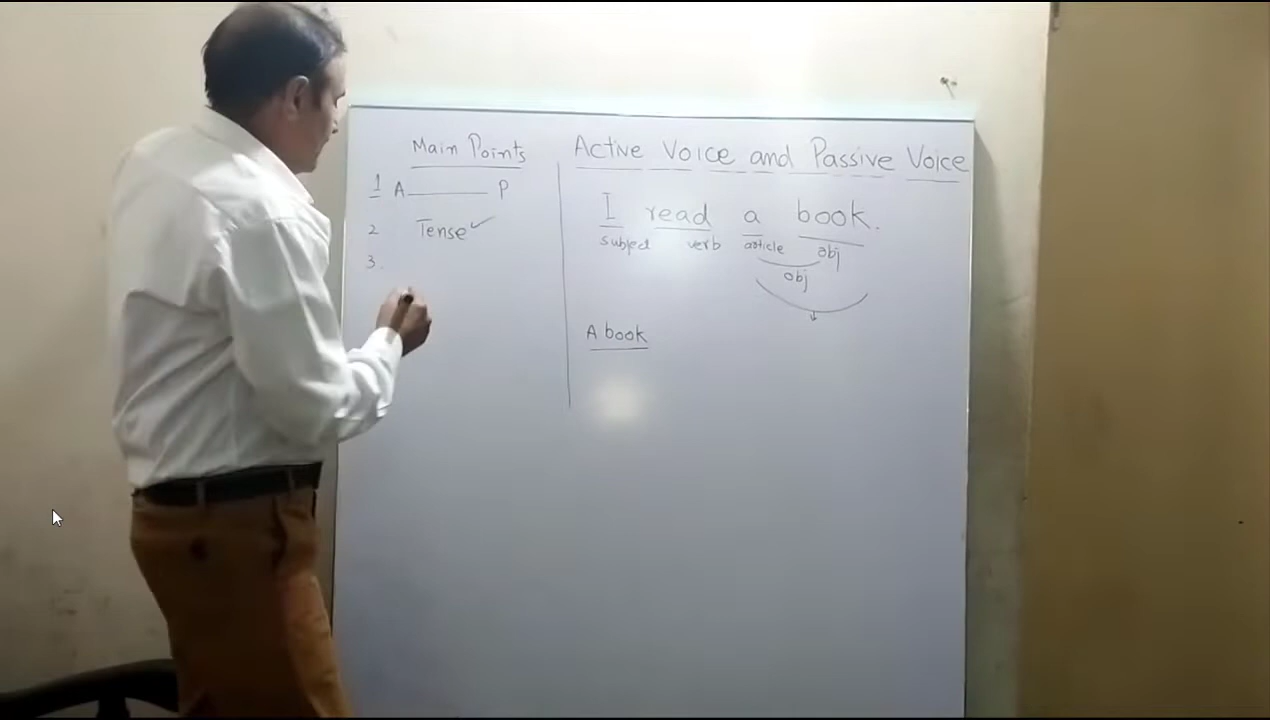 Main Points
1 A ______ P
2 Tense ✓
3.
Active Voice and Passive Voice
I read a book.
subject verb article obj
obj
A book